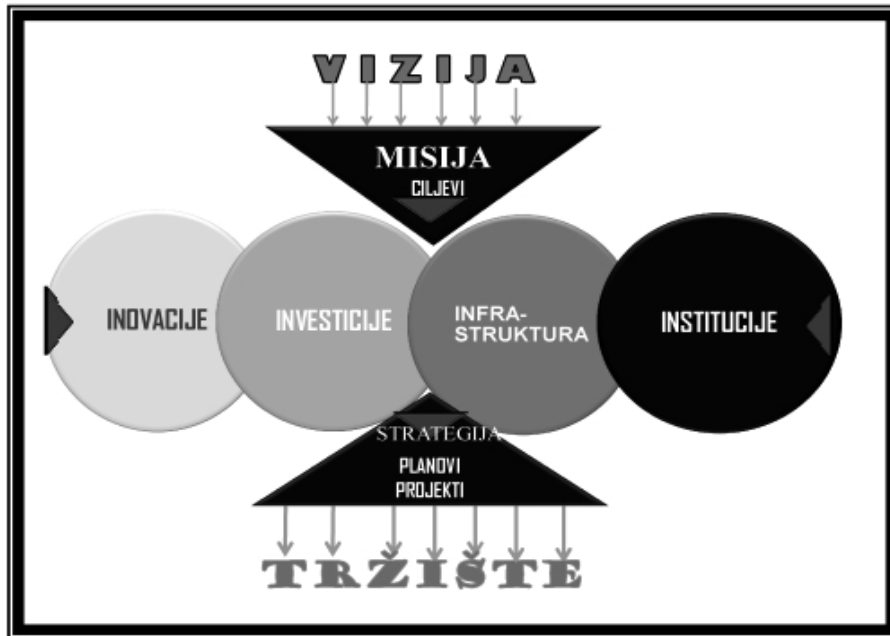 VIZIJA
MISIJA
CILJEVI
INOVACIJE
INVESTICIJE
INFRA-
STRUKTURA
INSTITUCIJE
STRATEGIJA
PLANOVI
PROJEKTI
TRŽIŠTE